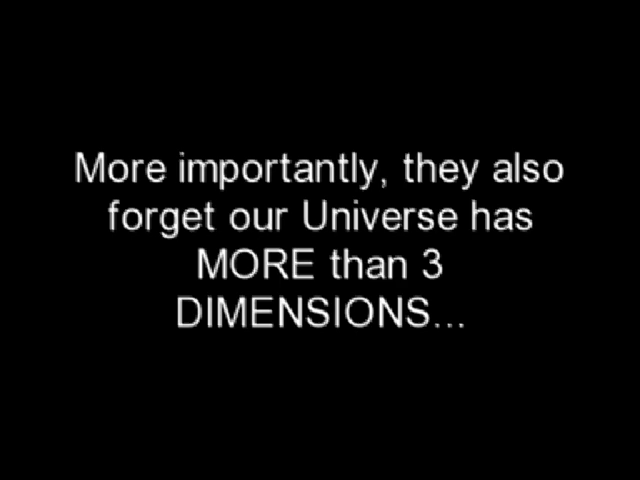 More importantly, they also
forget our Universe has
MORE than 3
DIMENSIONS...